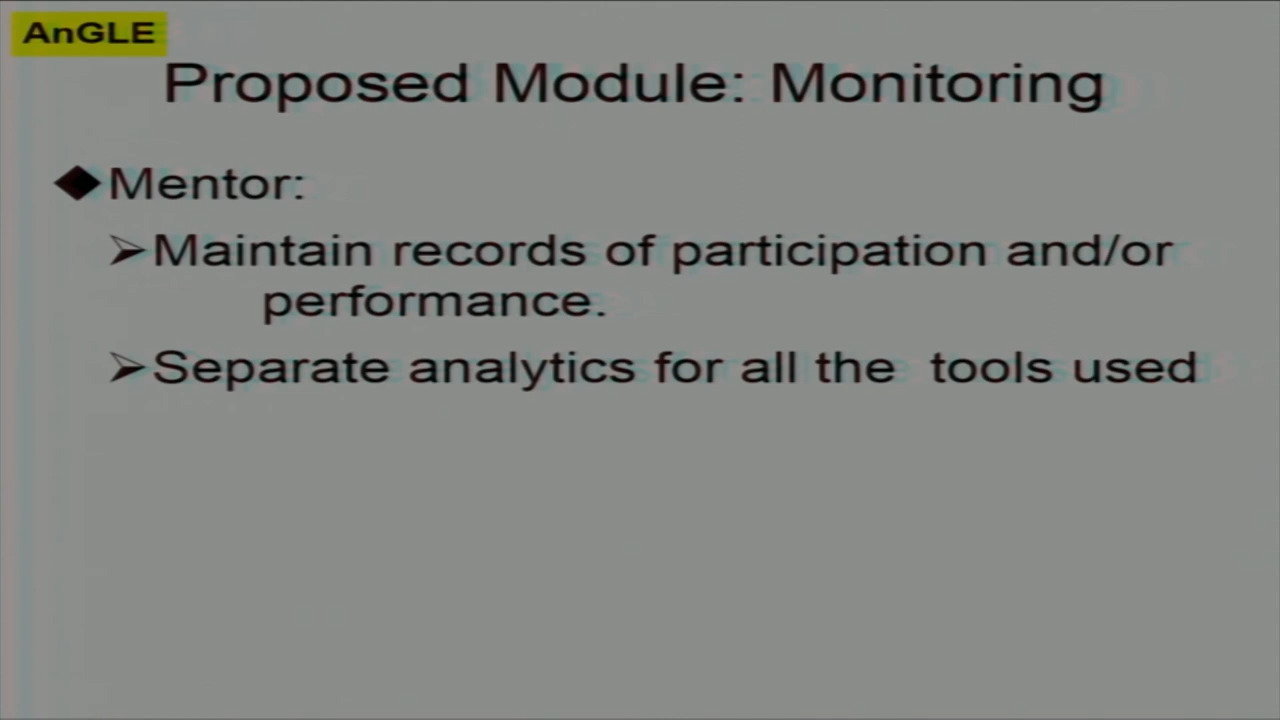 AnGLE
Proposed Module: Monitoring
Mentor:
Maintain records of participation and/or
performance.
Separate analytics for all the tools used